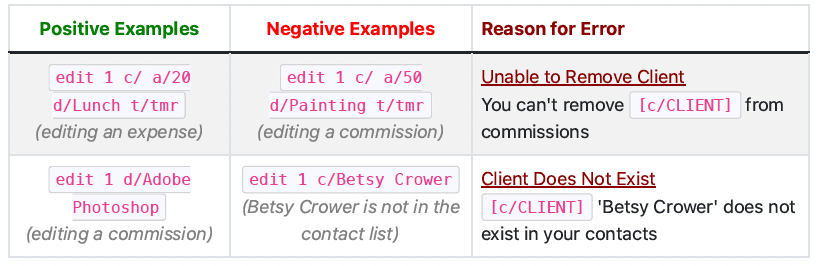 Positive Examples
Negative Examples
Reason for Error
edit 1 c/ a/20
d/Lunch t/tmr
(editing an expense)
edit 1 c/ a/50
d/Painting t/tmr
(editing a commission)
Unable to Remove Client
You can't remove [c/CLIENT] from
commissions
edit 1 d/Adobe
Photoshop
(editing a commission)
edit 1 c/Betsy Crower
(Betsy Crower is not in the
contact list)
Client Does Not Exist
[c/CLIENT] 'Betsy Crower' does not
exist in your contacts